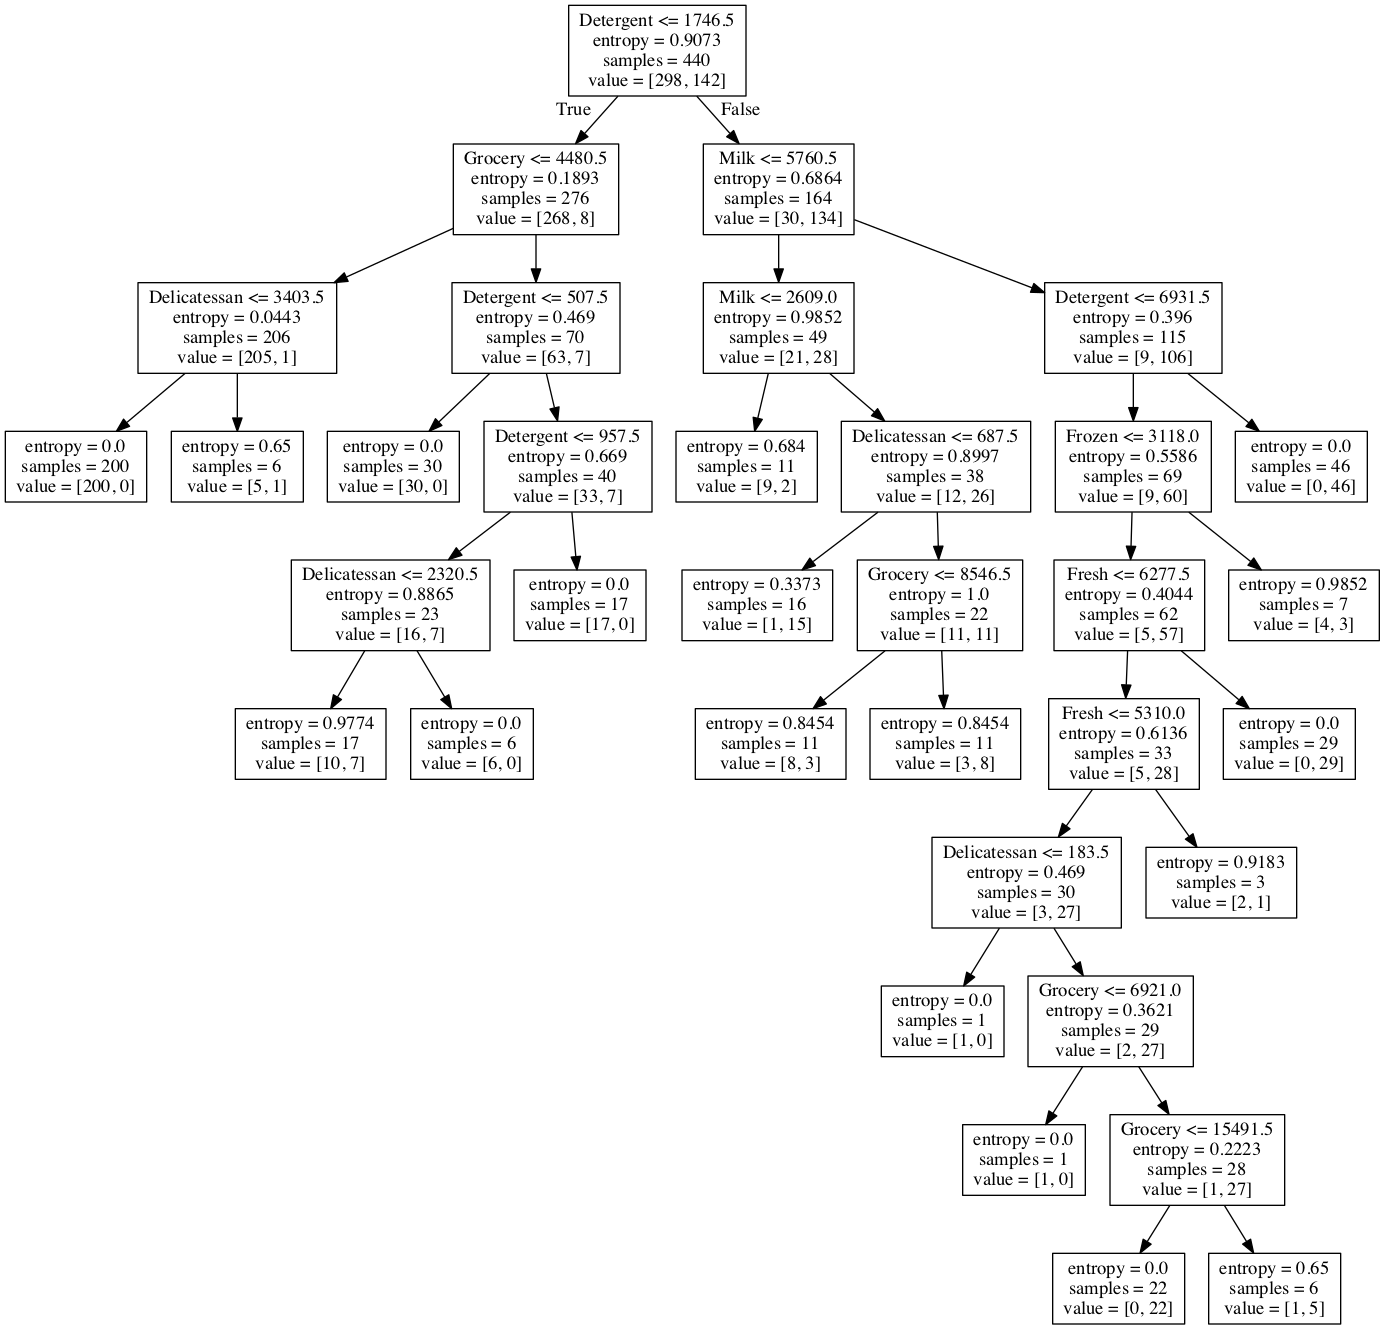 Detergent <= 1746.5
entropy = 0.9073
samples = 440
value = [298, 142]
True
False
Grocery <= 4480.5
entropy = 0.1893
samples = 276
value = [268, 8]
Milk <= 5760.5
entropy = 0.6864
samples = 164
value = [30, 134]
Delicatessan <= 3403.5
entropy = 0.0443
samples = 206
value = [205, 1]
Detergent <= 507.5
entropy = 0.469
samples = 70
value = [63, 7]
Milk <= 2609.0
entropy = 0.9852
samples = 49
value = [21, 28]
Detergent <= 6931.5
entropy = 0.396
samples = 115
value = [9, 106]
entropy = 0.0
samples = 200
value = [200, 0]
entropy = 0.65
samples = 6
value = [5, 1]
entropy = 0.0
samples = 30
value = [30, 0]
Detergent <= 957.5
entropy = 0.669
samples = 40
value = [33, 7]
entropy = 0.684
samples = 11
value = [9, 2]
Delicatessan <= 687.5
entropy = 0.8997
samples = 38
value = [12, 26]
Frozen <= 3118.0
entropy = 0.5586
samples = 69
value = [9, 60]
entropy = 0.0
samples = 46
value = [0, 46]
Delicatessan <= 2320.5
entropy = 0.8865
samples = 23
value = [16, 7]
entropy = 0.0
samples = 17
value = [17, 0]
entropy = 0.3373
samples = 16
value = [1, 15]
Grocery <= 8546.5
entropy = 1.0
samples = 22
value = [11, 11]
Fresh <= 6277.5
entropy = 0.4044
samples = 62
value = [5, 57]
entropy = 0.9852
samples = 7
value = [4, 3]
entropy = 0.9774
samples = 17
value = [10, 7]
entropy = 0.0
samples = 6
value = [6, 0]
entropy = 0.8454
samples = 11
value = [8, 3]
entropy = 0.8454
samples = 11
value = [3, 8]
Fresh <= 5310.0
entropy = 0.6136
samples = 33
value = [5, 28]
entropy = 0.0
samples = 29
value = [0, 29]
Delicatessan <= 183.5
entropy = 0.469
samples = 30
value = [3, 27]
entropy = 0.9183
samples = 3
value = [2, 1]
entropy = 0.0
samples = 1
value = [1, 0]
Grocery <= 6921.0
entropy = 0.3621
samples = 29
value = [2, 27]
entropy = 0.0
samples = 1
value = [1, 0]
Grocery <= 15491.5
entropy = 0.2223
samples = 28
value = [1, 27]
entropy = 0.0
samples = 22
value = [0, 22]
entropy = 0.65
samples = 6
value = [1, 5]